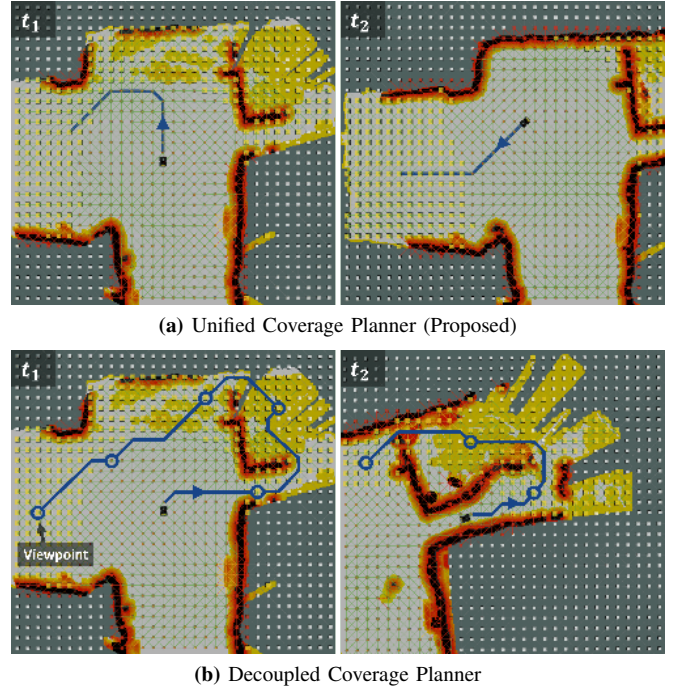 t₁
t₂
(a) Unified Coverage Planner (Proposed)
t₁
t₂
Viewpoint
(b) Decoupled Coverage Planner